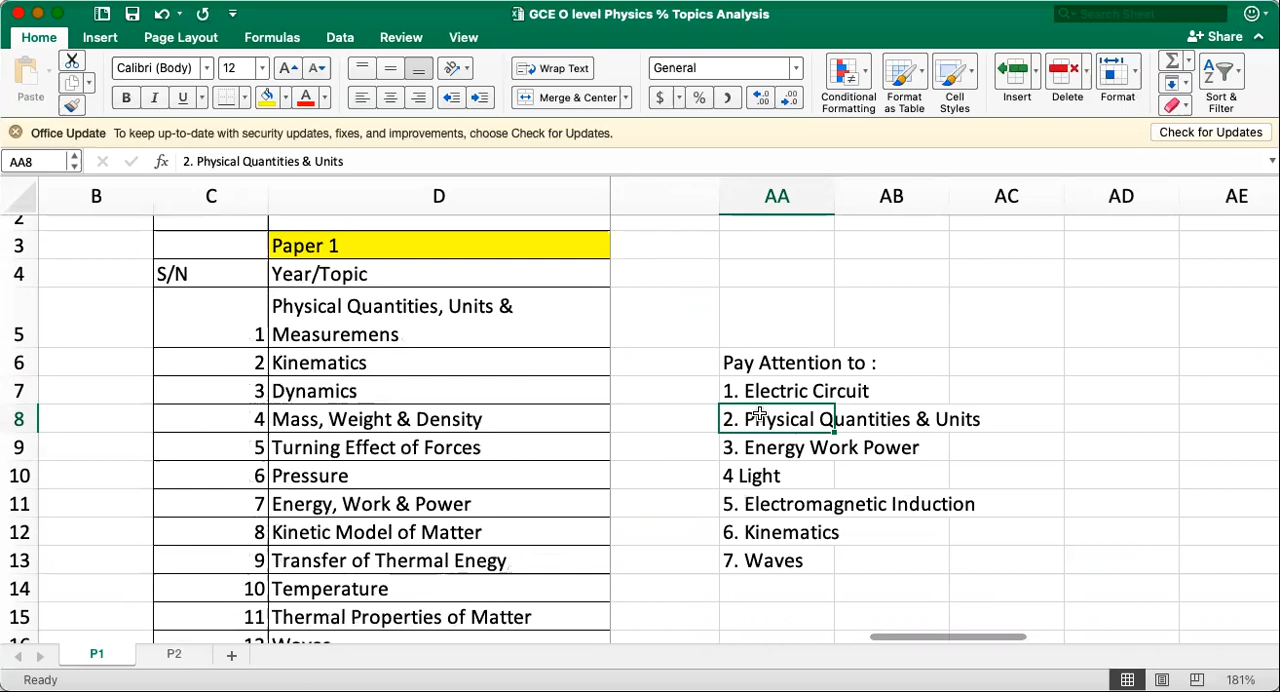 GCE O level Physics % Topics Analysis
Search Sheet
Home Insert Page Layout Formulas Data Review View
Share
Paste
Calibri (Body) 12 A A
Wrap Text
General
B I U A
Merge & Center
$ % )
Conditional Formatting
Format as Table
Cell Styles
Insert
Delete
Format
Sort & Filter
Office Update To keep up-to-date with security updates, fixes, and improvements, choose Check for Updates.
Check for Updates
AA8 fx 2. Physical Quantities & Units
B C D AA AB AC AD AE
2
3 Paper 1
4 S/N Year/Topic
Physical Quantities, Units &
5 1 Measuremens
6 2 Kinematics Pay Attention to :
7 3 Dynamics 1. Electric Circuit
8 4 Mass, Weight & Density 2. Physical Quantities & Units
9 5 Turning Effect of Forces 3. Energy Work Power
10 6 Pressure 4 Light
11 7 Energy, Work & Power 5. Electromagnetic Induction
12 8 Kinetic Model of Matter 6. Kinematics
13 9 Transfer of Thermal Enegy 7. Waves
14 10 Temperature
15 11 Thermal Properties of Matter
16 12 Waves
P1 P2 +
Ready 181%